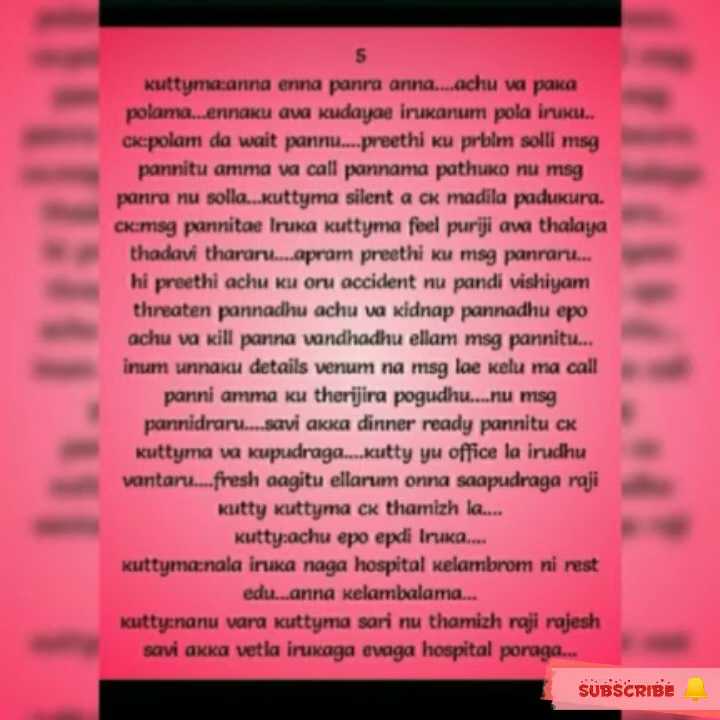 5
kuttyma:anna enna panra anna....achu va paka
polama...ennaku ava kudayae irukanum pola iruku..
ck:polam da wait pannu....preethi ku prblm solli msg
pannitu amma va call pannama pathuko nu msg
panra nu solla...kuttyma silent a ck madila padukura.
ck:msg pannitae Iruka kuttyma feel puriji ava thalaya
thadavi thararu....apram preethi ku msg panraru...
hi preethi achu ku oru accident nu pandi vishiyam
threaten pannadhu achu va kidnap pannadhu epo
achu va kill panna vandhadhu ellam msg pannitu...
inum unnaku details venum na msg lae kelu ma call
panni amma ku therijira pogudhu....nu msg
pannidraru....savi akka dinner ready pannitu ck
kuttyma va kupudraga....kutty yu office la irudhu
vantaru....fresh aagitu ellarum onna saapudraga raji
kutty kuttyma ck thamizh la....
kutty:achu epo epdi Iruka....
kuttyma:nala iruka naga hospital kelambrom ni rest
edu...anna kelambalama...
kutty:nanu vara kuttyma sari nu thamizh raji rajesh
savi akka vetla irukaga evaga hospital poraga...
SUBSCRIBE